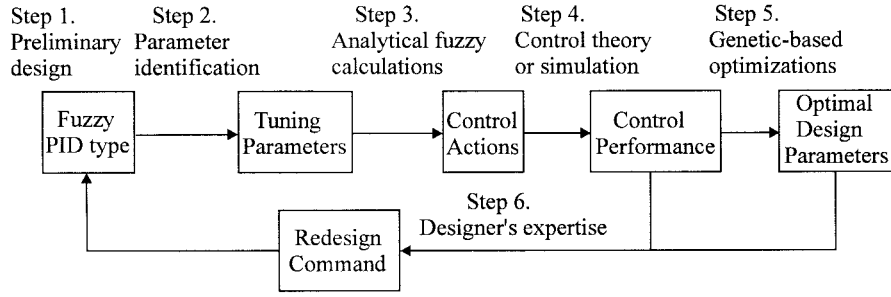 Step 1.
Preliminary
design
Step 2.
Parameter
identification
Step 3.
Analytical fuzzy
calculations
Step 4.
Control theory
or simulation
Step 5.
Genetic-based
optimizations
Fuzzy
PID type
Tuning
Parameters
Control
Actions
Control
Performance
Optimal
Design
Parameters
Step 6.
Designer's expertise
Redesign
Command